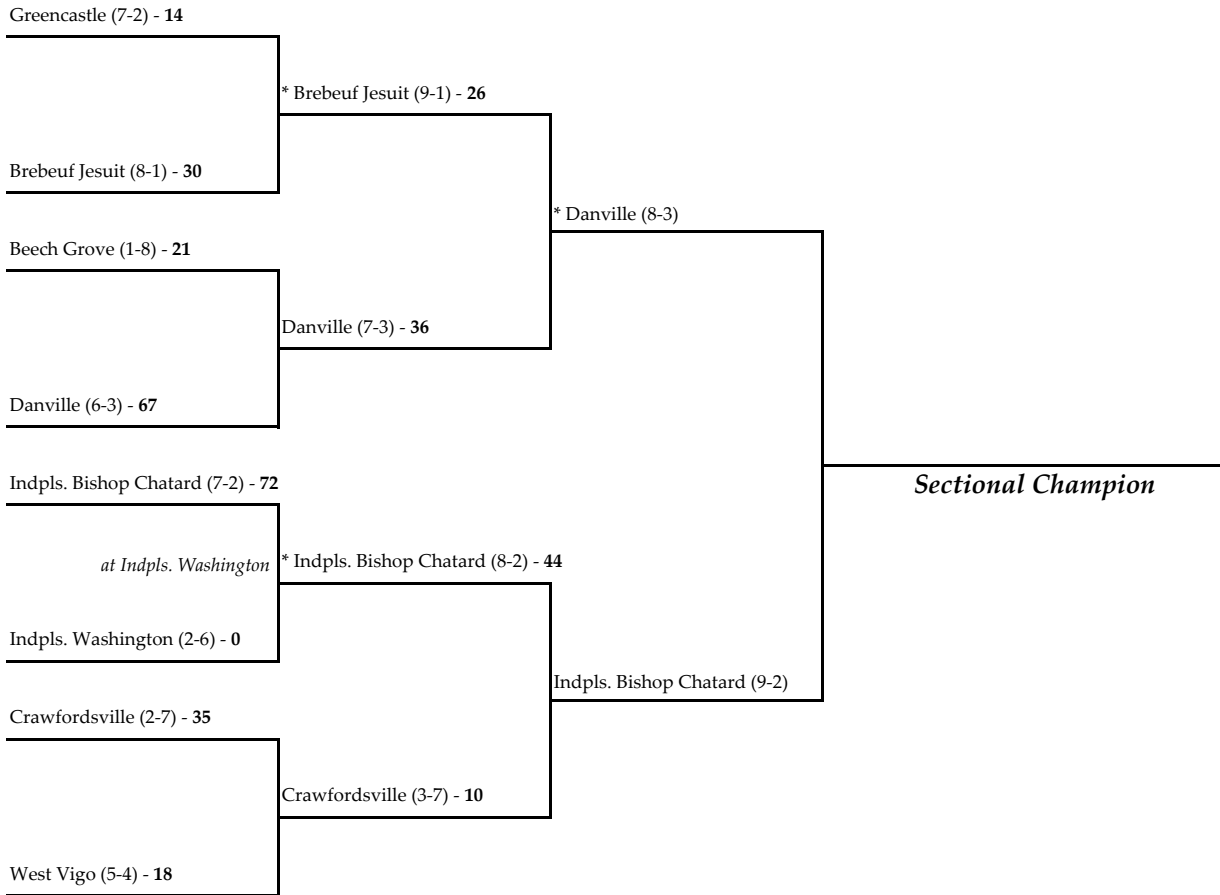 Greencastle (7-2) - 14
* Brebeuf Jesuit (9-1) - 26
Brebeuf Jesuit (8-1) - 30
* Danville (8-3)
Beech Grove (1-8) - 21
Danville (7-3) - 36
Danville (6-3) - 67
Indpls. Bishop Chatard (7-2) - 72
Sectional Champion
at Indpls. Washington
* Indpls. Bishop Chatard (8-2) - 44
Indpls. Washington (2-6) - 0
Indpls. Bishop Chatard (9-2)
Crawfordsville (2-7) - 35
Crawfordsville (3-7) - 10
West Vigo (5-4) - 18